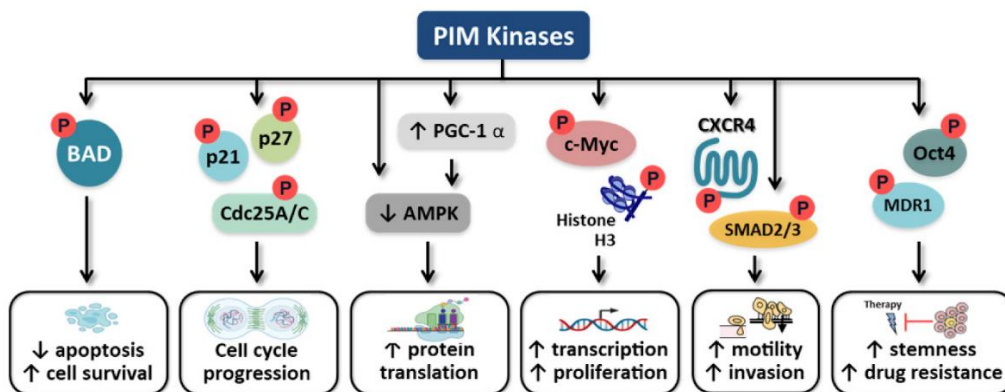 PIM Kinases
P
BAD
P
p21
P
p27
P
Cdc25A/C
↑ PGC-1 α
↓ AMPK
P
c-Myc
P
Histone
H3
CXCR4
P
P
SMAD2/3
P
Oct4
P
MDR1
↓ apoptosis
↑ cell survival
Cell cycle
progression
↑ protein
translation
↑ transcription
↑ proliferation
↑ motility
↑ invasion
Therapy
↑ stemness
↑ drug resistance